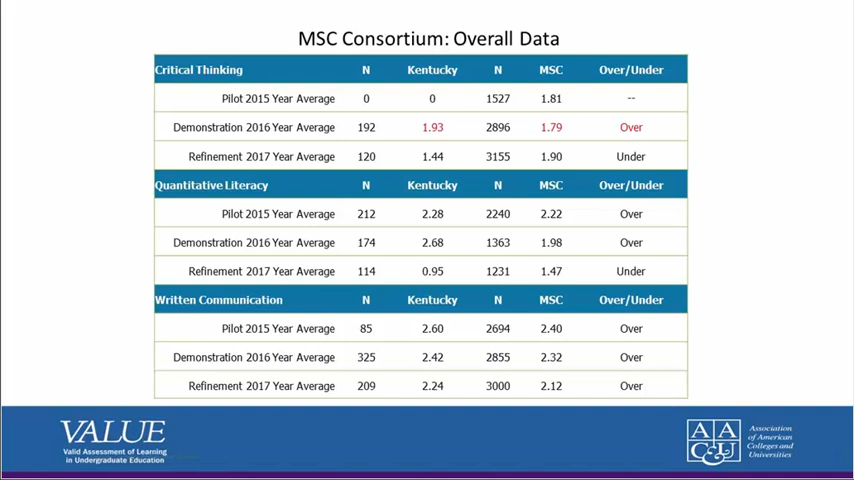 MSC Consortium: Overall Data
Critical Thinking N Kentucky N MSC Over/Under
Pilot 2015 Year Average 0 0 1527 1.81 --
Demonstration 2016 Year Average 192 1.93 2896 1.79 Over
Refinement 2017 Year Average 120 1.44 3155 1.90 Under
Quantitative Literacy N Kentucky N MSC Over/Under
Pilot 2015 Year Average 212 2.28 2240 2.22 Over
Demonstration 2016 Year Average 174 2.68 1363 1.98 Over
Refinement 2017 Year Average 114 0.95 1231 1.47 Under
Written Communication N Kentucky N MSC Over/Under
Pilot 2015 Year Average 85 2.60 2694 2.40 Over
Demonstration 2016 Year Average 325 2.42 2855 2.32 Over
Refinement 2017 Year Average 209 2.24 3000 2.12 Over
VALUE
Valid Assessment of Learning
in Undergraduate Education
AA
C&U
Association
of American
Colleges and
Universities